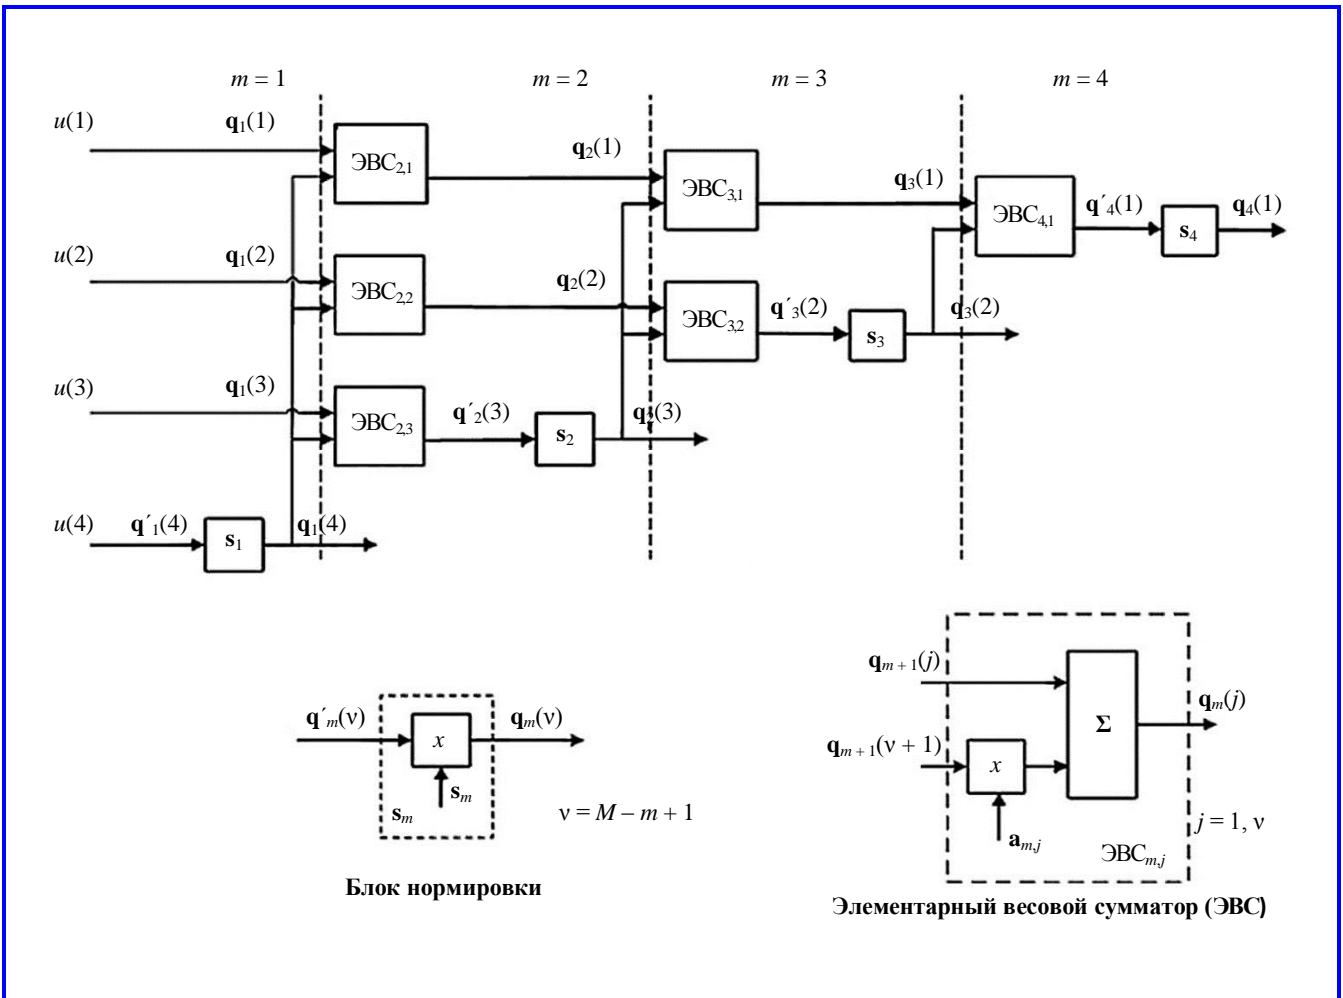 m = 1 m = 2 m = 3 m = 4
u(1) q₁(1) ЭВС₂,₁ q₂(1) ЭВС₃,₁ q₃(1) ЭВС₄,₁ q´₄(1) s₄ q₄(1)
u(2) q₁(2) ЭВС₂,₂ q₂(2) ЭВС₃,₂ q´₃(2) s₃ q₃(2)
u(3) q₁(3) ЭВС₂,₃ q´₂(3) s₂ q₂(3)
u(4) q´₁(4) s₁ q₁(4)
q´ₘ(ν) x qₘ(ν)
sₘ
sₘ
ν = M – m + 1
Блок нормировки
qₘ ₊ ₁(j)
Σ
qₘ(j)
qₘ ₊ ₁(ν + 1)
x
aₘ,ⱼ
j = 1, ν
ЭВСₘ,ⱼ
Элементарный весовой сумматор (ЭВС)